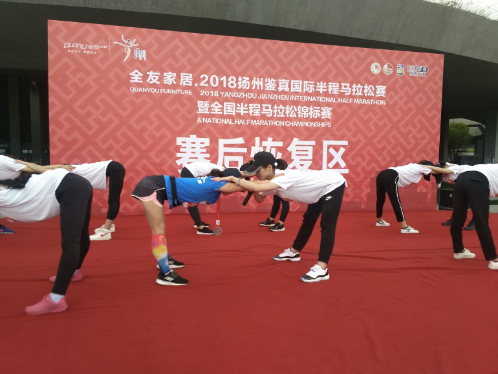 QuanU
全友家居.2018扬州鉴真国际半程马拉松赛
QUANYOU FURNITURE 2018 YANGZHOU JIANZHEN INTERNATIONAL HALF MARATHON
暨全国半程马拉松锦标赛
& NATIONAL HALF MARATHON CHAMPIONSHIPS
赛后恢复区